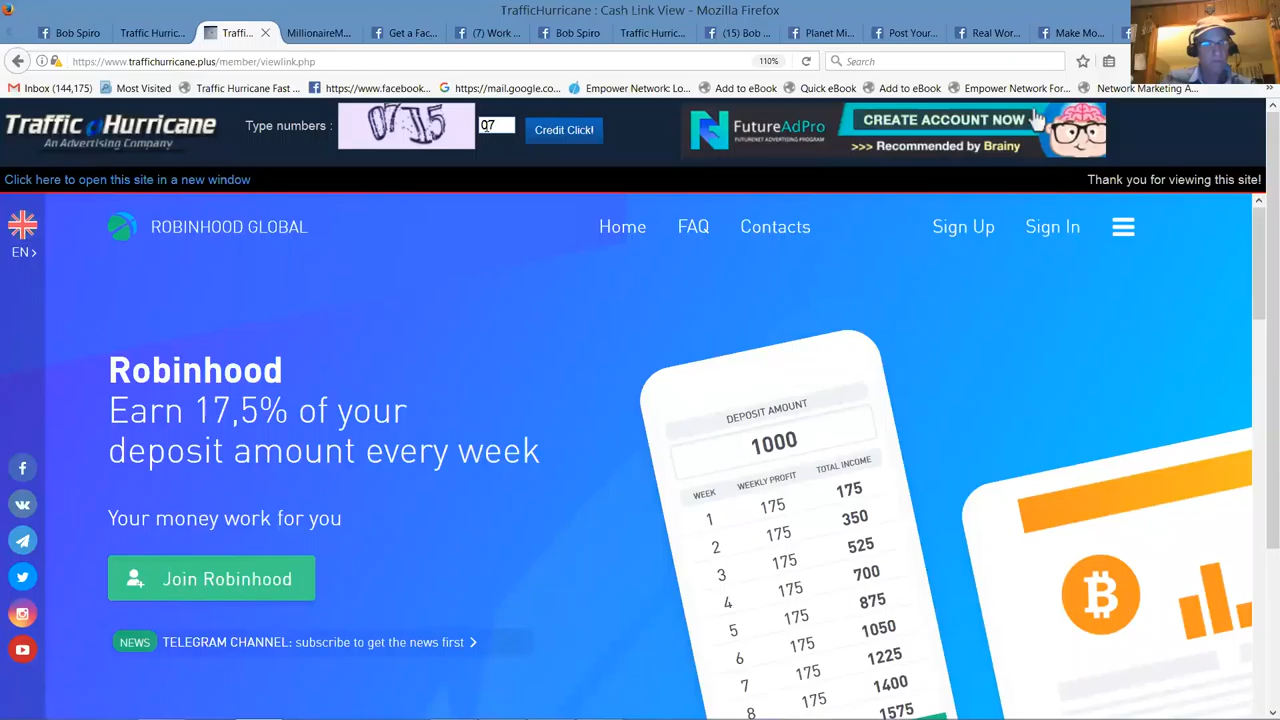 TrafficHurricane : Cash Link View - Mozilla Firefox
Bob Spiro
Traffic Hurric...
Traffi...
MillionaireM...
Get a Fac...
(7) Work ...
Bob Spiro
Traffic Hurric...
(15) Bob ...
Planet Mi...
Post Your...
Real Wor...
Make Mo...
https://www.traffichurricane.plus/member/viewlink.php
110%
Search
Inbox (144,175)
Most Visited
Traffic Hurricane Fast ...
https://www.facebook...
https://mail.google.co...
Empower Network: Lo...
Add to eBook
Quick eBook
Add to eBook
Empower Network For...
Network Marketing A...
Traffic Hurricane
An Advertising Company
Type numbers :
0715
07
Credit Click!
FutureAdPro
FUTURENET ADVERTISING PROGRAM
CREATE ACCOUNT NOW
>>> Recommended by Brainy
Click here to open this site in a new window
Thank you for viewing this site!
EN >
ROBINHOOD GLOBAL
Home
FAQ
Contacts
Sign Up
Sign In
Robinhood
Earn 17,5% of your
deposit amount every week
Your money work for you
Join Robinhood
NEWS
TELEGRAM CHANNEL: subscribe to get the news first >
DEPOSIT AMOUNT
1000
WEEK WEEKLY PROFIT TOTAL INCOME
1 175 175
2 175 350
3 175 525
4 175 700
5 175 875
6 175 1050
7 175 1225
8 175 1400
1575